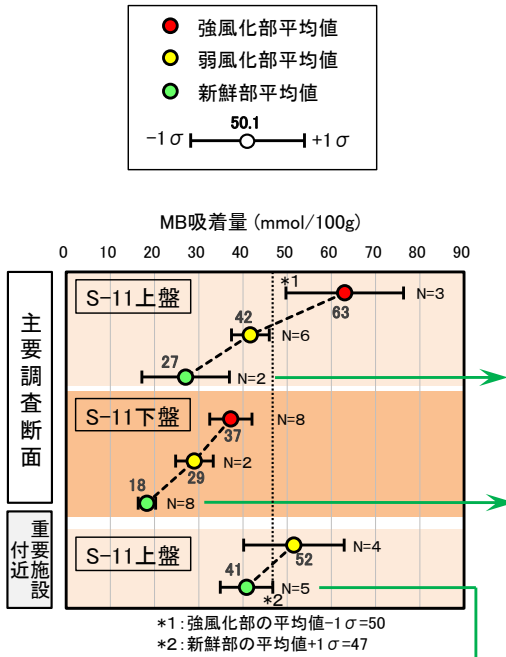 強風化部平均値
弱風化部平均値
新鮮部平均値
50.1
−1σ
+1σ
MB吸着量 (mmol/100g)
0 10 20 30 40 50 60 70 80 90
主要調査断面
S-11上盤
*1
63
N=3
42
N=6
27
N=2
S-11下盤
37
N=8
29
N=2
18
N=8
重要施設付近
S-11上盤
52
N=4
41
N=5
*2
*1:強風化部の平均値−1σ=50
*2:新鮮部の平均値+1σ=47